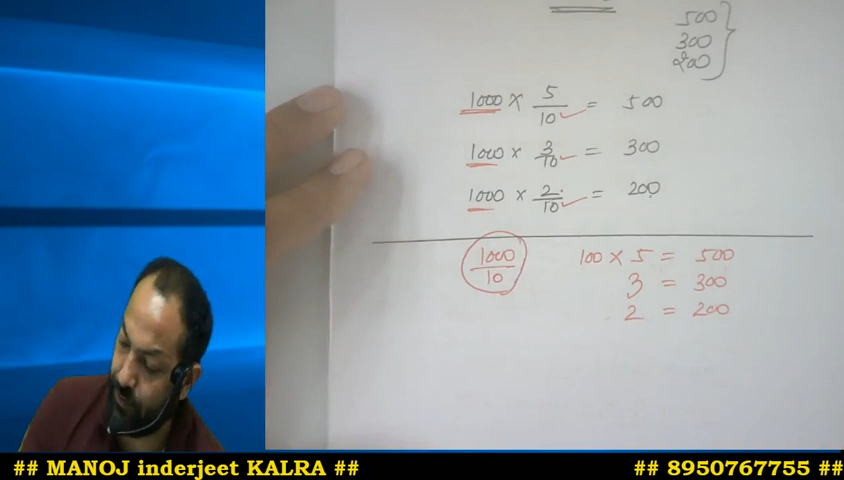 500
300
200
1000 × 5/10 = 500
1000 × 3/10 = 300
1000 × 2/10 = 200
1000/10 100 × 5 = 500
3 = 300
2 = 200
## MANOJ inderjeet KALRA ## ## 8950767755 ##